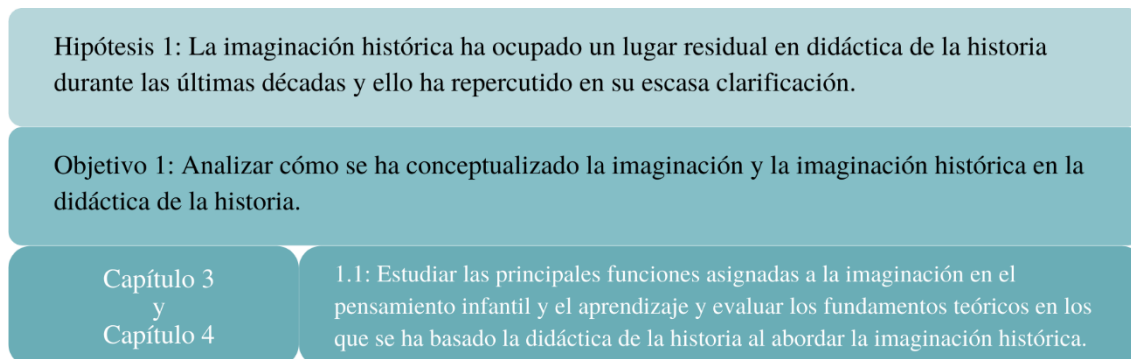 Hipótesis 1: La imaginación histórica ha ocupado un lugar residual en didáctica de la historia
durante las últimas décadas y ello ha repercutido en su escasa clarificación.
Objetivo 1: Analizar cómo se ha conceptualizado la imaginación y la imaginación histórica en la
didáctica de la historia.
Capítulo 3
y
Capítulo 4
1.1: Estudiar las principales funciones asignadas a la imaginación en el
pensamiento infantil y el aprendizaje y evaluar los fundamentos teóricos en los
que se ha basado la didáctica de la historia al abordar la imaginación histórica.